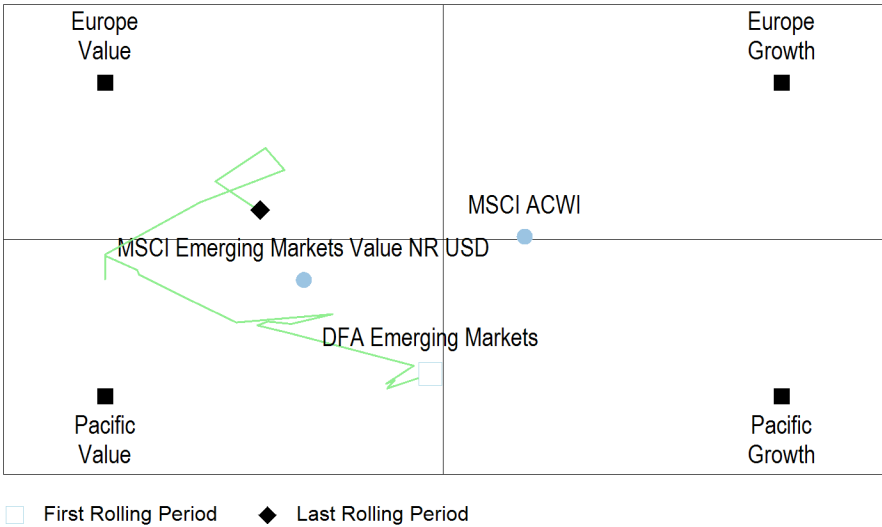 Europe
Value
Europe
Growth
MSCI ACWI
MSCI Emerging Markets Value NR USD
DFA Emerging Markets
Pacific
Value
Pacific
Growth
First Rolling Period
Last Rolling Period